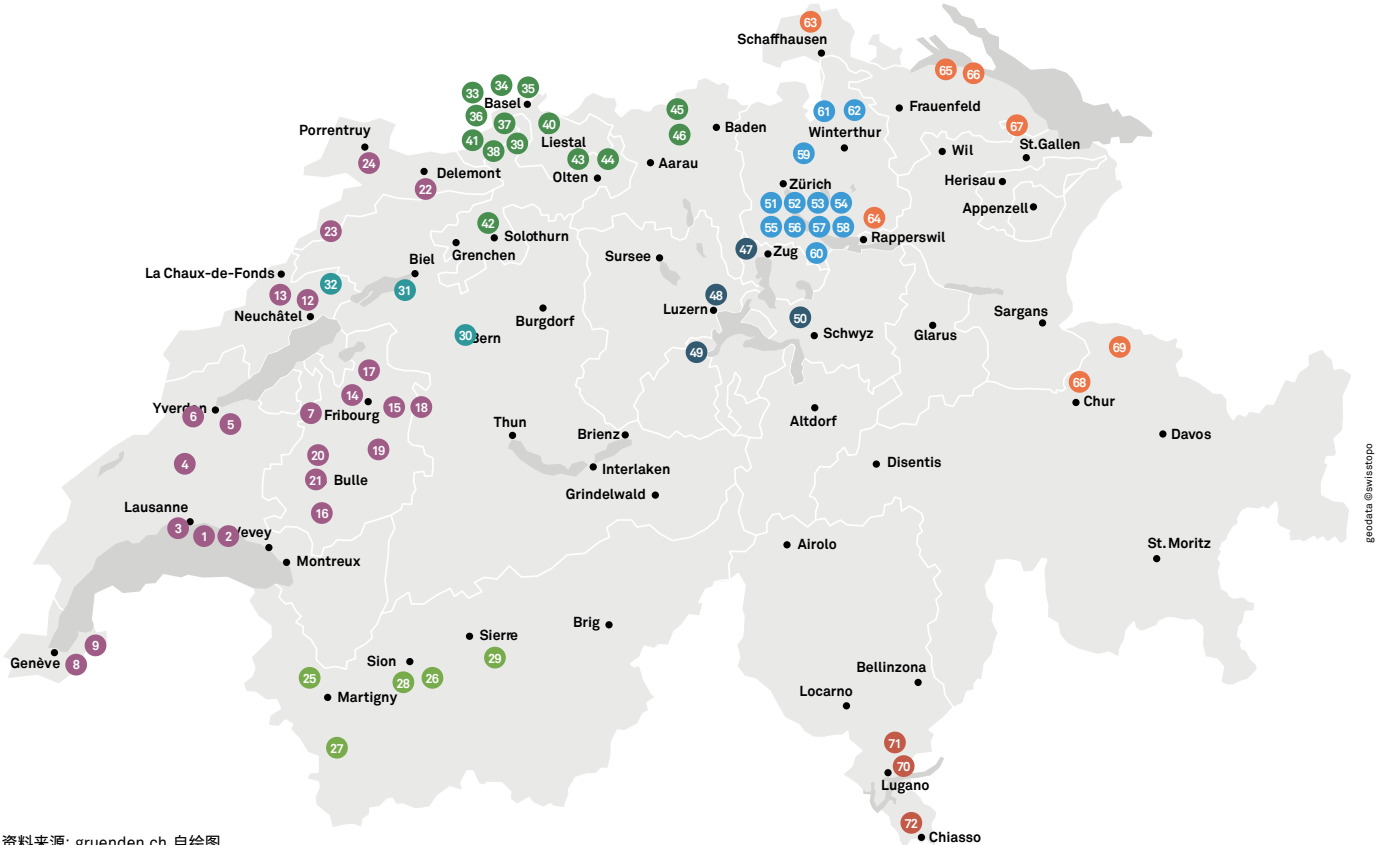 63
Schaffhausen
65
66
34
35
33
Basel
45
61
62
Frauenfeld
36
37
40
Baden
67
Porrentruy
46
Winterthur
41
38
39
Liestal
59
Wil
St.Gallen
24
43
44
Aarau
Delemont
Olten
Zürich
Herisau
22
51
52
53
54
Appenzell
42
55
56
57
58
64
23
Solothurn
Rapperswil
Grenchen
47
Zug
60
Biel
Sursee
La Chaux-de-Fonds
32
31
13
12
48
Neuchâtel
Burgdorf
Luzern
50
Sargans
30
Bern
Schwyz
Glarus
49
69
17
68
14
Chur
Yverdon
6
7
Fribourg
15
18
5
Altdorf
Thun
Brienz
Davos
20
19
4
Interlaken
Disentis
21
Bulle
Grindelwald
Lausanne
16
3
1
2
Vevey
Airolo
St. Moritz
Montreux
Brig
Sierre
9
Genève
8
Sion
29
Bellinzona
25
28
26
Martigny
Locarno
27
71
70
Lugano
72
Chiasso
geodata ©swisstopo
资料来源: gruenden.ch 自绘图